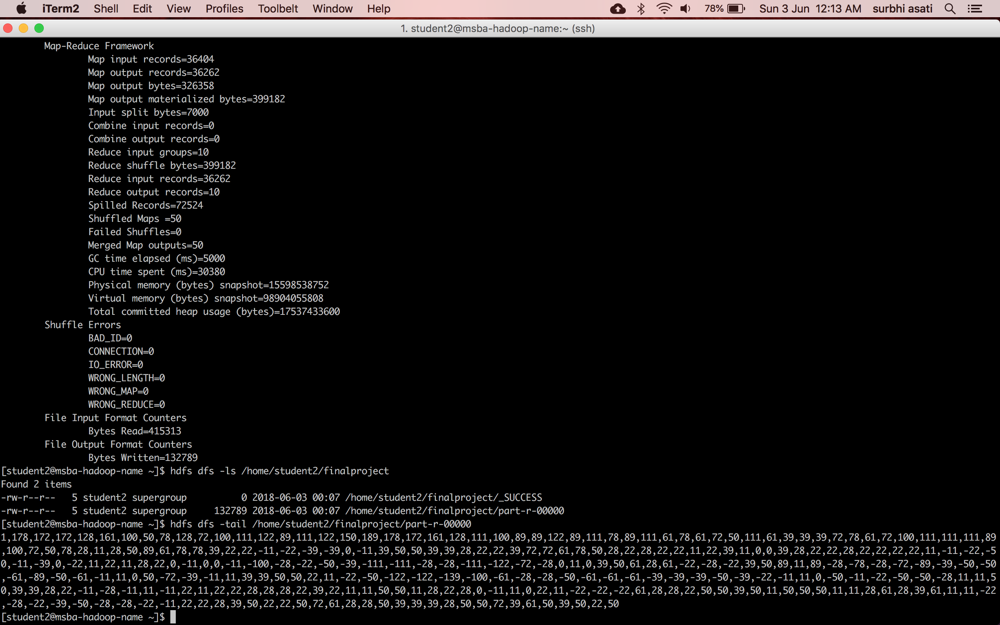 iTerm2 Shell Edit View Profiles Toolbelt Window Help 78% Sun 3 Jun 12:13 AM surbhi asati
1. student2@msba-hadoop-name:~ (ssh)
Map-Reduce Framework
Map input records=36404
Map output records=36262
Map output bytes=326358
Map output materialized bytes=399182
Input split bytes=7000
Combine input records=0
Combine output records=0
Reduce input groups=10
Reduce shuffle bytes=399182
Reduce input records=36262
Reduce output records=10
Spilled Records=72524
Shuffled Maps =50
Failed Shuffles=0
Merged Map outputs=50
GC time elapsed (ms)=5000
CPU time spent (ms)=30380
Physical memory (bytes) snapshot=15598538752
Virtual memory (bytes) snapshot=98904055808
Total committed heap usage (bytes)=17537433600
Shuffle Errors
BAD_ID=0
CONNECTION=0
IO_ERROR=0
WRONG_LENGTH=0
WRONG_MAP=0
WRONG_REDUCE=0
File Input Format Counters
Bytes Read=415313
File Output Format Counters
Bytes Written=132789
[student2@msba-hadoop-name ~]$ hdfs dfs -ls /home/student2/finalproject
Found 2 items
-rw-r--r-- 5 student2 supergroup 0 2018-06-03 00:07 /home/student2/finalproject/_SUCCESS
-rw-r--r-- 5 student2 supergroup 132789 2018-06-03 00:07 /home/student2/finalproject/part-r-00000
[student2@msba-hadoop-name ~]$ hdfs dfs -tail /home/student2/finalproject/part-r-00000
1,178,172,172,128,161,100,50,78,128,72,100,111,122,89,111,122,150,189,178,172,161,128,111,100,89,89,122,89,111,78,89,111,61,78,61,72,50,111,61,39,39,39,72,78,61,72,100,111,111,111,89
,100,72,50,78,28,11,28,50,89,61,78,78,39,22,22,-11,-22,-39,-39,0,-11,39,50,50,39,39,28,22,22,39,72,72,61,78,50,28,22,28,22,22,11,22,39,11,0,0,39,28,22,22,28,22,22,22,22,11,-11,-22,-5
0,-11,-39,0,-22,11,22,11,28,22,0,-11,0,0,-11,-100,-28,-22,-50,-39,-111,-111,-28,-28,-111,-122,-72,-28,0,11,0,39,50,61,28,61,-22,-28,-22,39,50,89,11,89,-28,-78,-28,-72,-89,-39,-50,-50
,-61,-89,-50,-61,-11,11,0,50,-72,-39,-11,11,39,39,50,50,22,11,-22,-50,-122,-122,-139,-100,-61,-28,-28,-50,-61,-61,-61,-39,-39,-39,-50,-39,-22,-11,11,0,-50,-11,-22,-50,-50,-28,11,11,5
0,39,39,28,22,-11,-28,-11,11,-11,22,11,22,22,28,28,28,22,39,22,11,11,50,50,11,28,22,28,0,-11,11,0,22,11,-22,-22,-22,61,28,28,22,50,50,39,50,11,50,50,50,11,11,28,61,28,39,61,11,11,-22
,-28,-22,-39,-50,-28,-28,-22,-11,22,22,28,39,50,22,22,50,72,61,28,28,50,39,39,39,28,50,50,72,39,61,50,39,50,22,50
[student2@msba-hadoop-name ~]$